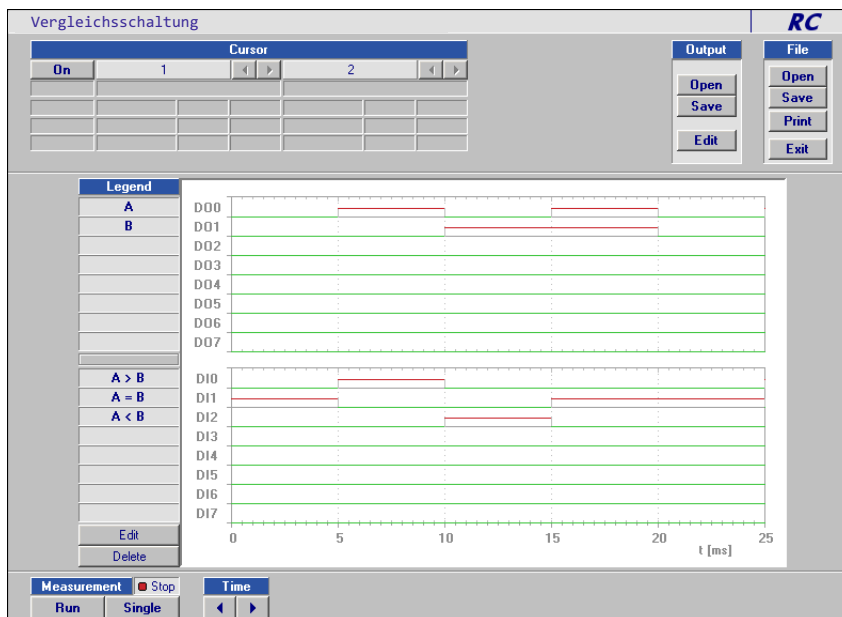 Vergleichsschaltung RC
Cursor
On 1 2
Output
Open
Save
Edit
File
Open
Save
Print
Exit
Legend
A
B
A > B
A = B
A < B
Edit
Delete
DO0
DO1
DO2
DO3
DO4
DO5
DO6
DO7
DI0
DI1
DI2
DI3
DI4
DI5
DI6
DI7
0 5 10 15 20 25
t [ms]
Measurement Stop
Run Single
Time